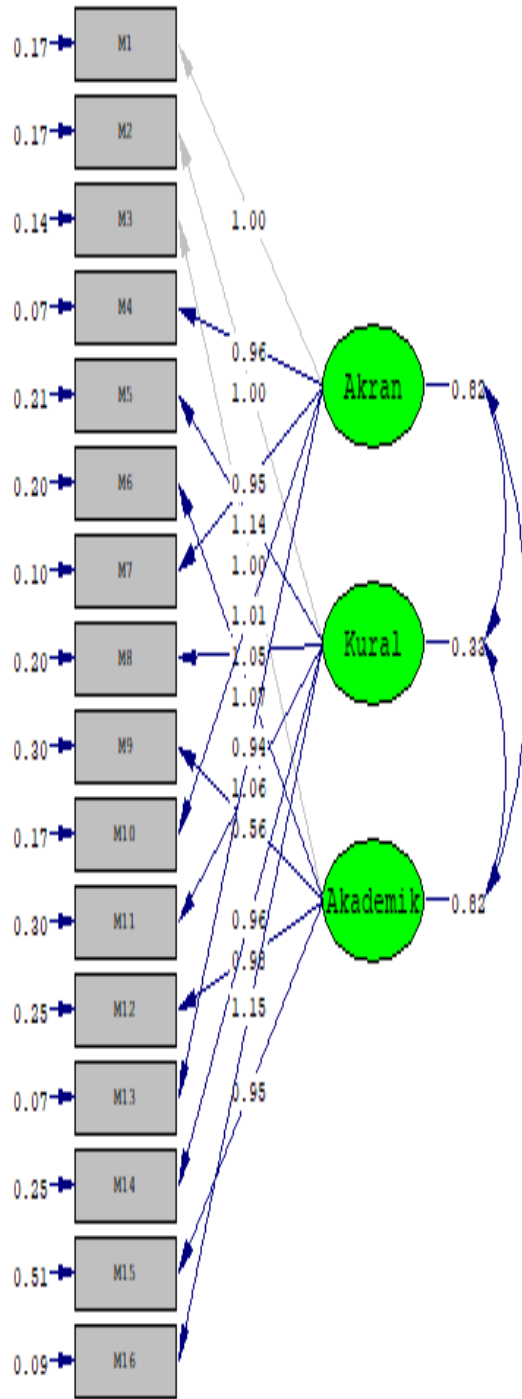 0.17 M1
0.17 M2
0.14 M3
1.00
0.07 M4
0.96
Akran 0.82
0.21 M5
1.00
0.20 M6
0.95
1.14
0.10 M7
1.00
1.01
0.20 M8
1.05
Kural 0.33
1.07
0.30 M9
0.94
1.06
0.56
0.17 M10
0.30 M11
0.96
Akademik 0.82
0.98
0.25 M12
1.15
0.07 M13
0.95
0.25 M14
0.51 M15
0.09 M16